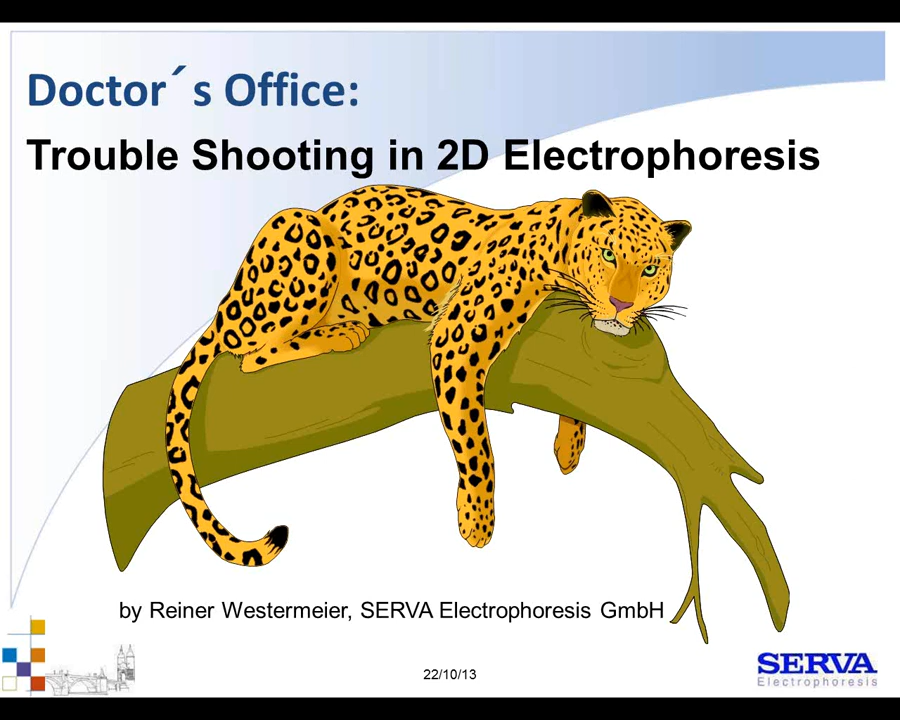 Doctor´s Office:
Trouble Shooting in 2D Electrophoresis
by Reiner Westermeier, SERVA Electrophoresis GmbH
22/10/13
SERVA
Electrophoresis